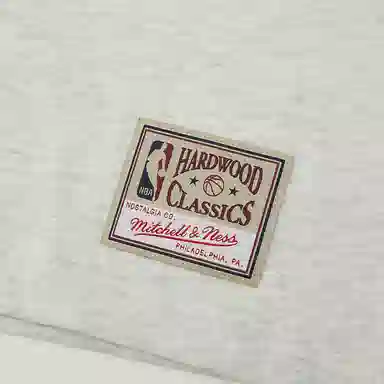 HARDWOOD
NBA
CLASSICS
NOSTALGIA CO.
Mitchell & Ness
PHILADELPHIA, PA.